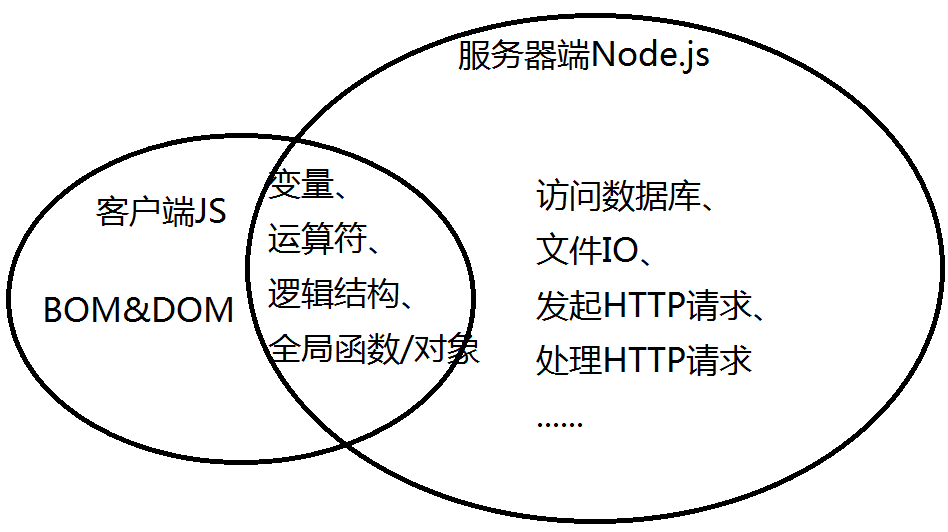 服务器端Node.js
客户端JS
BOM&DOM
变量、
运算符、
逻辑结构、
全局函数/对象
访问数据库、
文件IO、
发起HTTP请求、
处理HTTP请求
......